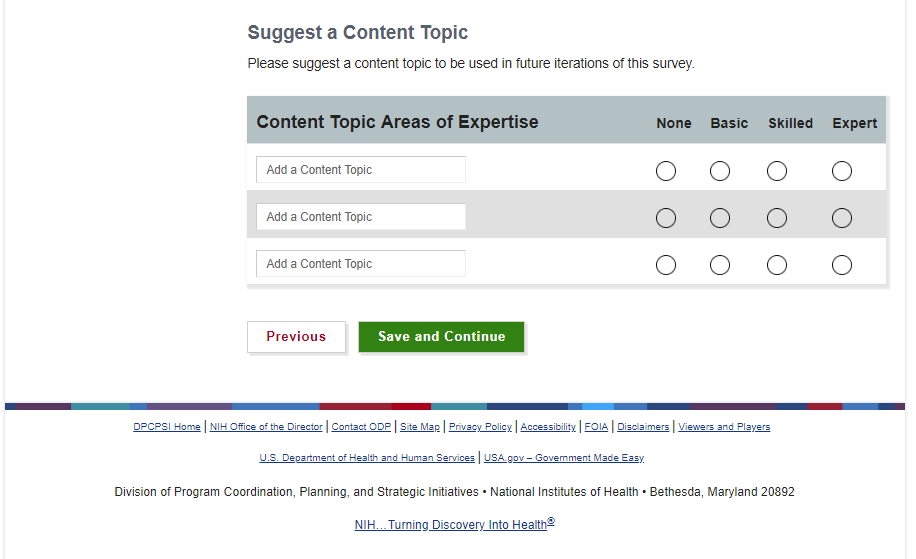 Suggest a Content Topic
Please suggest a content topic to be used in future iterations of this survey.
Content Topic Areas of Expertise None Basic Skilled Expert
Add a Content Topic
Add a Content Topic
Add a Content Topic
Previous Save and Continue
DPCPSI Home | NIH Office of the Director | Contact ODP | Site Map | Privacy Policy | Accessibility | FOIA | Disclaimers | Viewers and Players
U.S. Department of Health and Human Services | USA.gov – Government Made Easy
Division of Program Coordination, Planning, and Strategic Initiatives • National Institutes of Health • Bethesda, Maryland 20892
NIH…Turning Discovery Into Health®